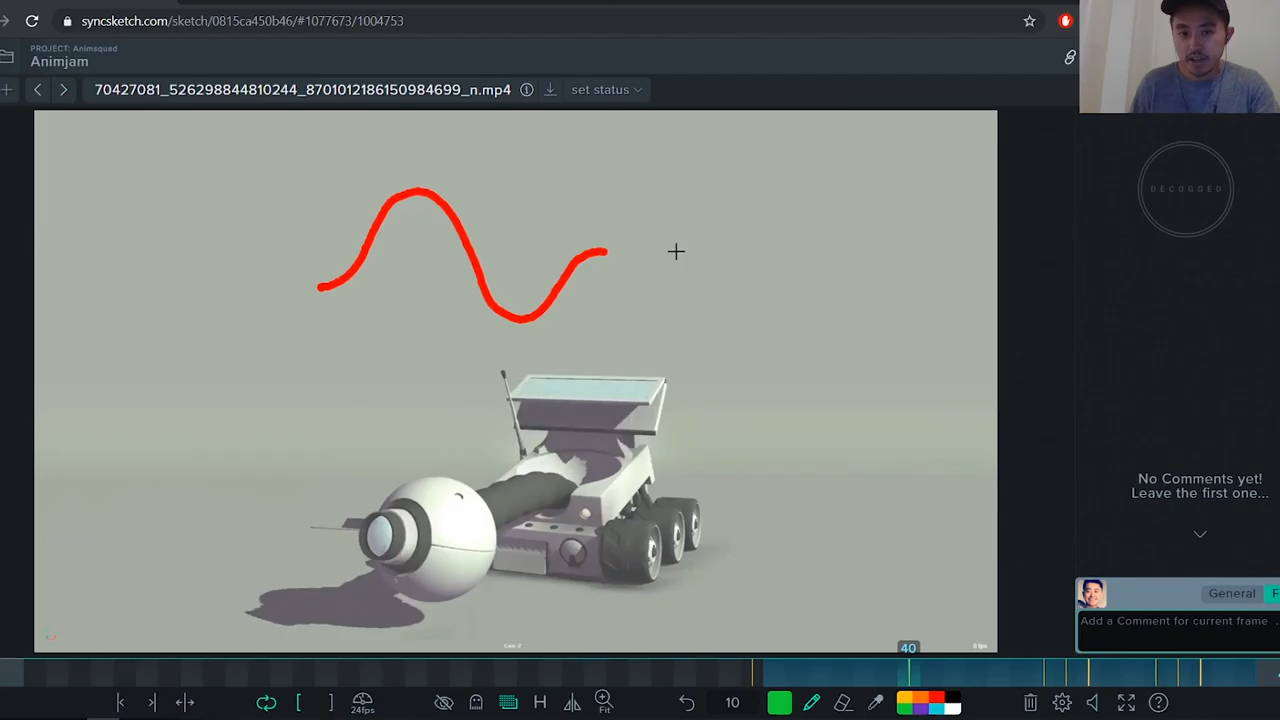 syncsketch.com/sketch/0815ca450b46/#1077673/1004753
PROJECT: Animsquad
Animjam
70427081_526298844810244_8701012186150984699_n.mp4
set status
DECOGGED
No Comments yet!
Leave the first one...
General
F
Add a Comment for current frame ...
40
24fps
H
Fit
10